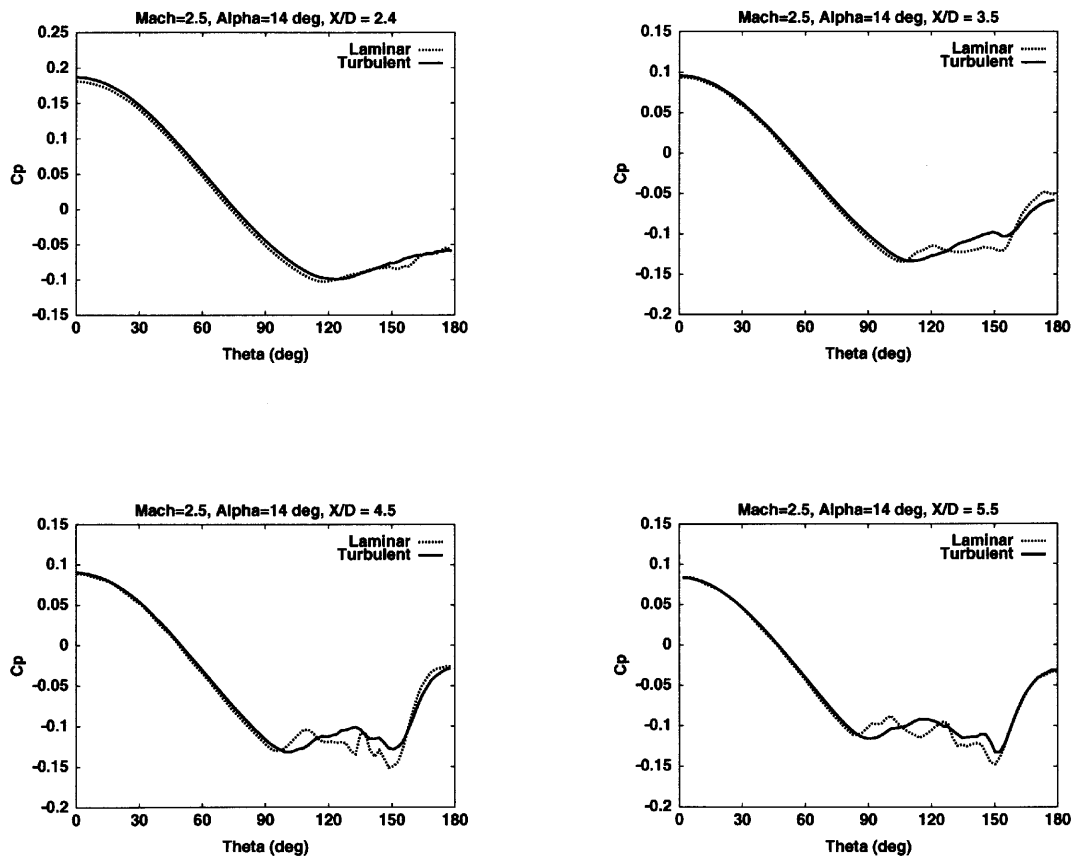 Mach=2.5, Alpha=14 deg, X/D = 2.4
Laminar
Turbulent
0.25
0.2
0.15
0.1
0.05
0
-0.05
-0.1
-0.15
Cp
0 30 60 90 120 150 180
Theta (deg)
Mach=2.5, Alpha=14 deg, X/D = 3.5
Laminar
Turbulent
0.15
0.1
0.05
0
-0.05
-0.1
-0.15
-0.2
Cp
0 30 60 90 120 150 180
Theta (deg)
Mach=2.5, Alpha=14 deg, X/D = 4.5
Laminar
Turbulent
0.15
0.1
0.05
0
-0.05
-0.1
-0.15
-0.2
Cp
0 30 60 90 120 150 180
Theta (deg)
Mach=2.5, Alpha=14 deg, X/D = 5.5
Laminar
Turbulent
0.15
0.1
0.05
0
-0.05
-0.1
-0.15
-0.2
Cp
0 30 60 90 120 150 180
Theta (deg)